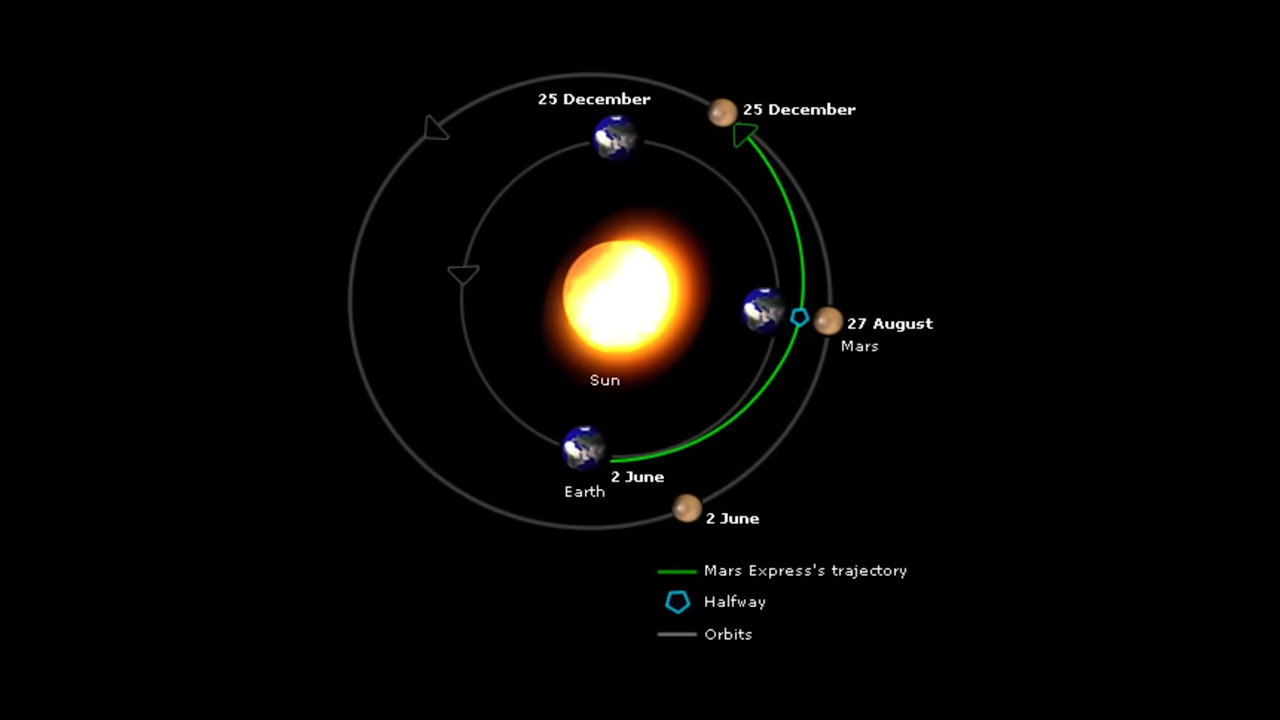 25 December
25 December
27 August
Mars
Sun
2 June
Earth
2 June
Mars Express's trajectory
Halfway
Orbits